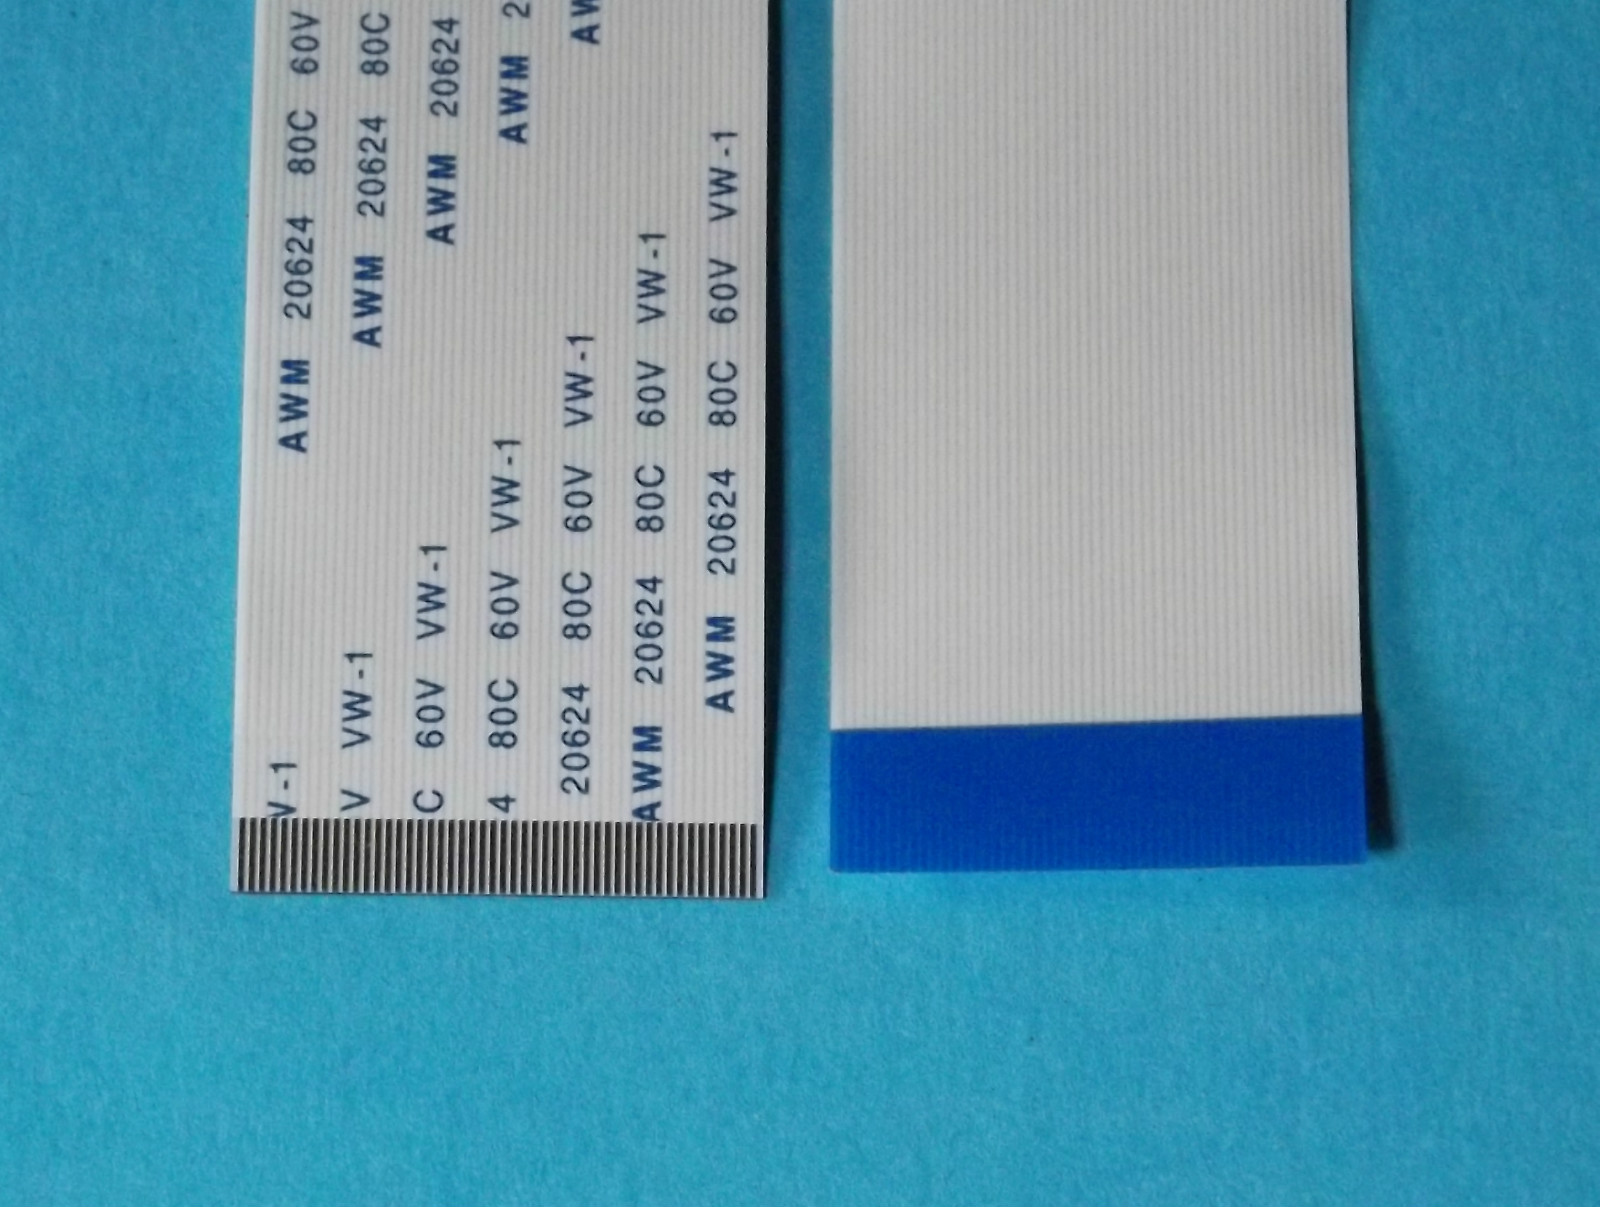 AWM 20624 80C 60V
V-1
AWM 20624 80C
V VW-1
AWM 20624
C 60V VW-1
AWM 2
4 80C 60V VW-1
AW
20624 80C 60V VW-1
AWM 20624 80C 60V VW-1
AWM 20624 80C 60V VW-1